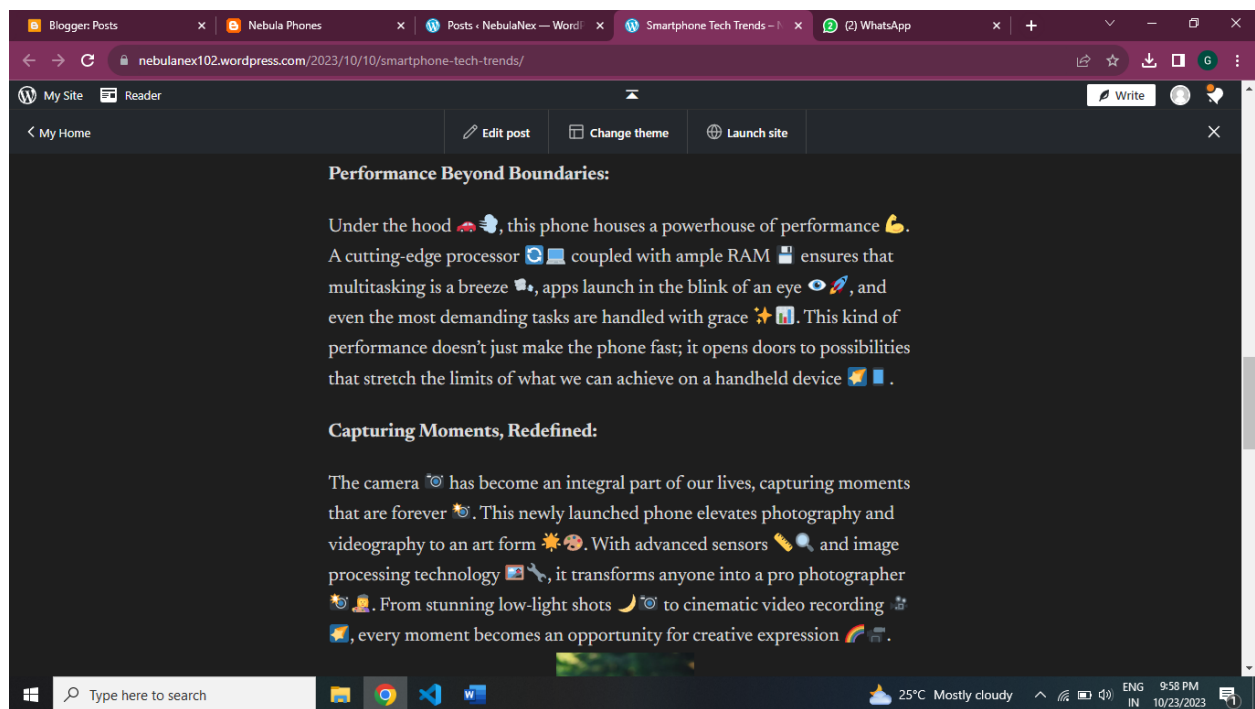 Blogger: Posts
Nebula Phones
Posts ‹ NebulaNex — WordP
Smartphone Tech Trends –
(2) WhatsApp
nebulanex102.wordpress.com/2023/10/10/smartphone-tech-trends/
G
My Site
Reader
Write
My Home
Edit post
Change theme
Launch site
Performance Beyond Boundaries:
Under the hood 🚗💨, this phone houses a powerhouse of performance 💪.
A cutting-edge processor 🔄💻 coupled with ample RAM 💾 ensures that
multitasking is a breeze, apps launch in the blink of an eye 👁🚀, and
even the most demanding tasks are handled with grace ✨📊. This kind of
performance doesn’t just make the phone fast; it opens doors to possibilities
that stretch the limits of what we can achieve on a handheld device 🌠📱.
Capturing Moments, Redefined:
The camera 📷 has become an integral part of our lives, capturing moments
that are forever 📸. This newly launched phone elevates photography and
videography to an art form 🌟🎨. With advanced sensors 📏🔍 and image
processing technology 🖼🔧, it transforms anyone into a pro photographer
📸👩‍🎨. From stunning low-light shots 🌙📷 to cinematic video recording 🎥
🌠, every moment becomes an opportunity for creative expression 🌈🎥.
Type here to search
25°C Mostly cloudy
ENG
IN
9:58 PM
10/23/2023
1